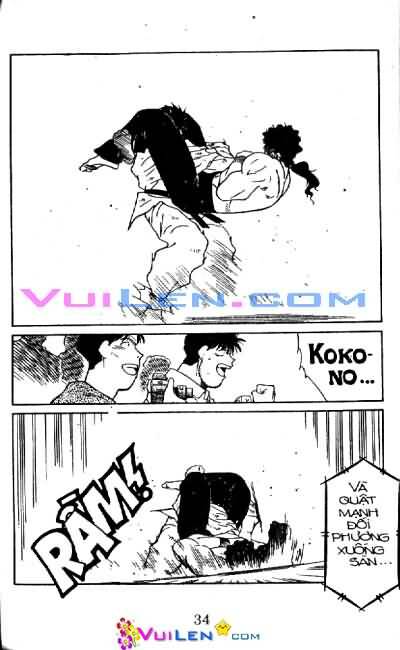 VUILEN.COM
KOKO-
NO...
RẦM!
VÀ
QUẬT
MẠNH
ĐỐI
PHƯƠNG
XUỐNG
SÀN...
34
VUILEN
.COM